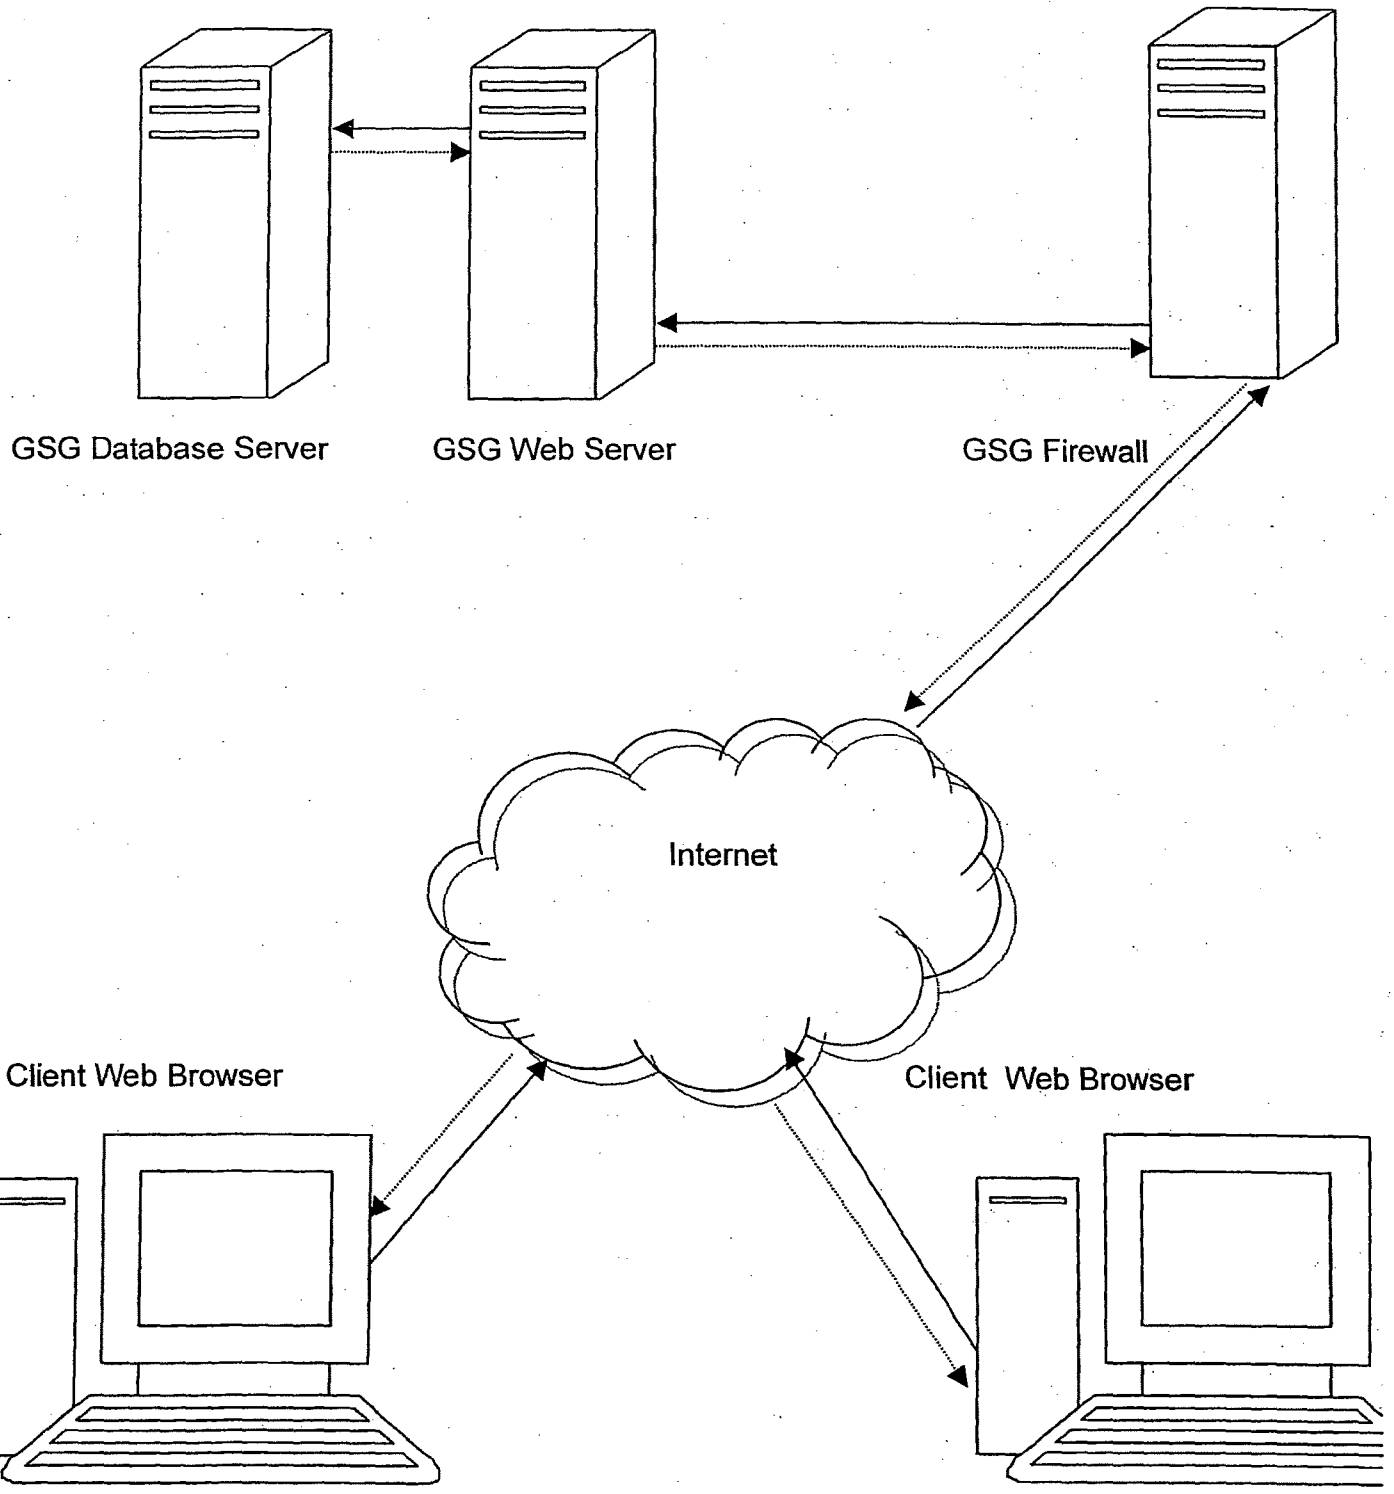 GSG Database Server
GSG Web Server
GSG Firewall
Internet
Client Web Browser
Client Web Browser